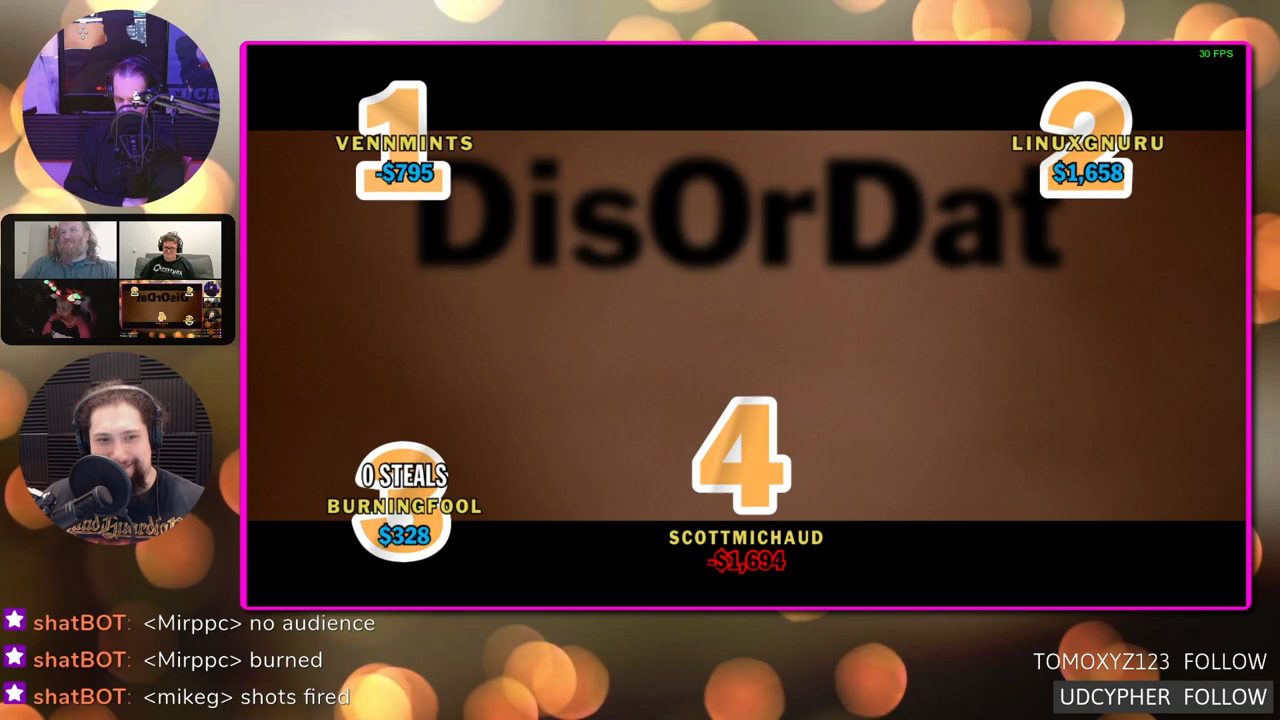 30 FPS
1
VENNMINTS
-$795
2
LINUXGNURU
$1,658
DisOrDat
3
0 STEALS
BURNINGFOOL
$328
4
SCOTTMICHAUD
-$1,694
shatBOT: <Mirppc> no audience
shatBOT: <Mirppc> burned
shatBOT: <mikeg> shots fired
TOMOXYZ123 FOLLOW
UDCYPHER FOLLOW